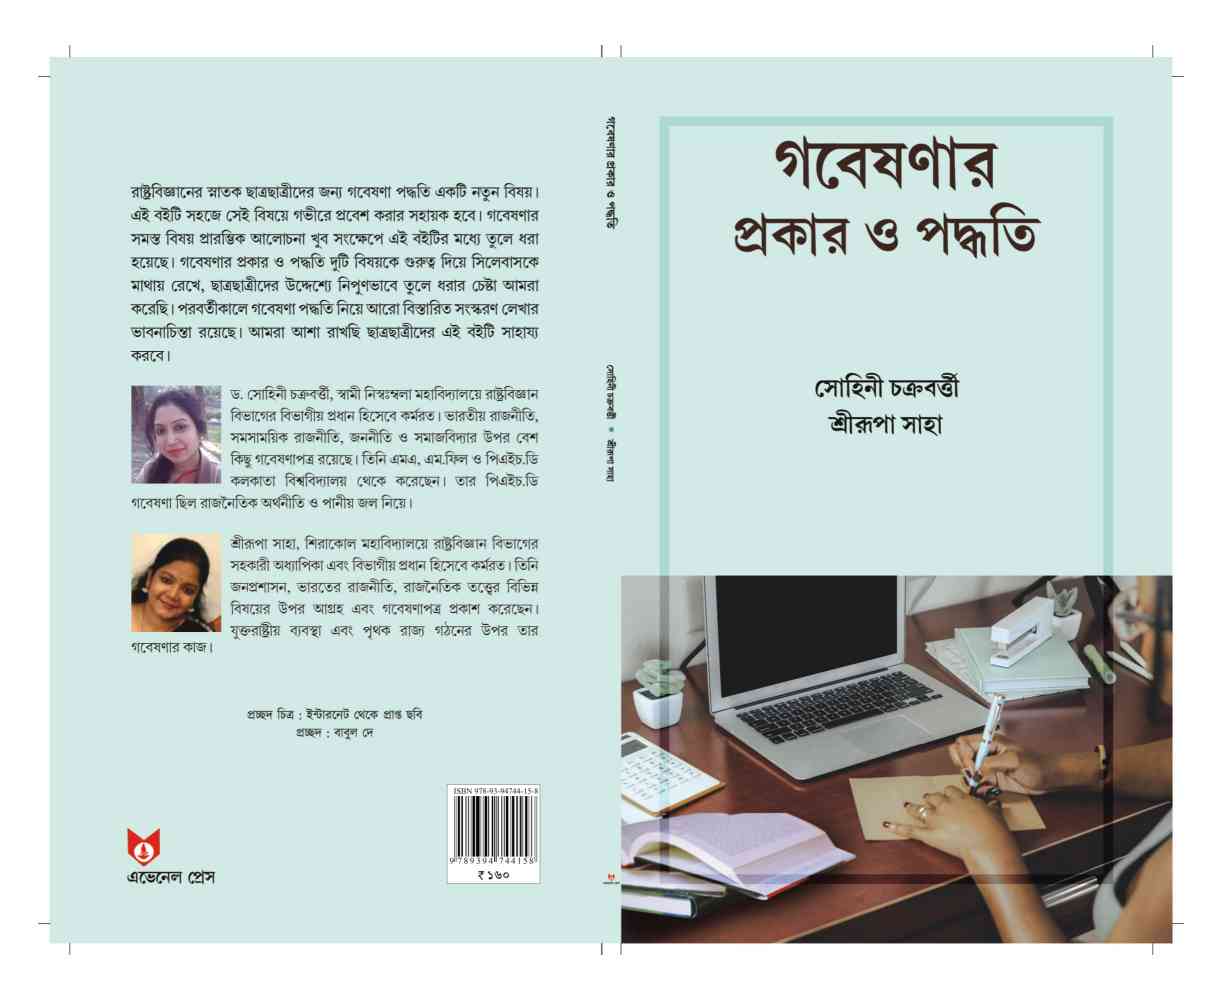 রাষ্ট্রবিজ্ঞানের স্নাতক ছাত্রছাত্রীদের জন্য গবেষণা পদ্ধতি একটি নতুন বিষয়।
এই বইটি সহজে সেই বিষয়ে গভীরে প্রবেশ করার সহায়ক হবে। গবেষণার
সমস্ত বিষয় প্রারম্ভিক আলোচনা খুব সংক্ষেপে এই বইটির মধ্যে তুলে ধরা
হয়েছে। গবেষণার প্রকার ও পদ্ধতি দুটি বিষয়কে গুরুত্ব দিয়ে সিলেবাসকে
মাথায় রেখে, ছাত্রছাত্রীদের উদ্দেশ্যে নিপুণভাবে তুলে ধরার চেষ্টা আমরা
করেছি। পরবর্তীকালে গবেষণা পদ্ধতি নিয়ে আরো বিস্তারিত সংস্করণ লেখার
ভাবনাচিন্তা রয়েছে। আমরা আশা রাখছি ছাত্রছাত্রীদের এই বইটি সাহায্য
করবে।
ড. সোহিনী চক্রবর্ত্তী, স্বামী নিস্বঃম্বলা মহাবিদ্যালয়ে রাষ্ট্রবিজ্ঞান
বিভাগের বিভাগীয় প্রধান হিসেবে কর্মরত। ভারতীয় রাজনীতি,
সমসাময়িক রাজনীতি, জননীতি ও সমাজবিদ্যার উপর বেশ
কিছু গবেষণাপত্র রয়েছে। তিনি এমএ, এম.ফিল ও পিএইচ.ডি
কলকাতা বিশ্ববিদ্যালয় থেকে করেছেন। তার পিএইচ.ডি
গবেষণা ছিল রাজনৈতিক অর্থনীতি ও পানীয় জল নিয়ে।
শ্রীরূপা সাহা, শিরাকোল মহাবিদ্যালয়ে রাষ্ট্রবিজ্ঞান বিভাগের
সহকারী অধ্যাপিকা এবং বিভাগীয় প্রধান হিসেবে কর্মরত। তিনি
জনপ্রশাসন, ভারতের রাজনীতি, রাজনৈতিক তত্ত্বের বিভিন্ন
বিষয়ের উপর আগ্রহ এবং গবেষণাপত্র প্রকাশ করেছেন।
যুক্তরাষ্ট্রীয় ব্যবস্থা এবং পৃথক রাজ্য গঠনের উপর তার
গবেষণার কাজ।
প্রচ্ছদ চিত্র : ইন্টারনেট থেকে প্রাপ্ত ছবি
প্রচ্ছদ : বাবুল দে
ISBN 978-93-94744-15-8
9 789394 744158
₹ ১৬০
এভেনেল প্রেস
গবেষণার প্রকার ও পদ্ধতি
সোহিনী চক্রবর্ত্তী * শ্রীরূপা সাহা
গবেষণার
প্রকার ও পদ্ধতি
সোহিনী চক্রবর্ত্তী
শ্রীরূপা সাহা